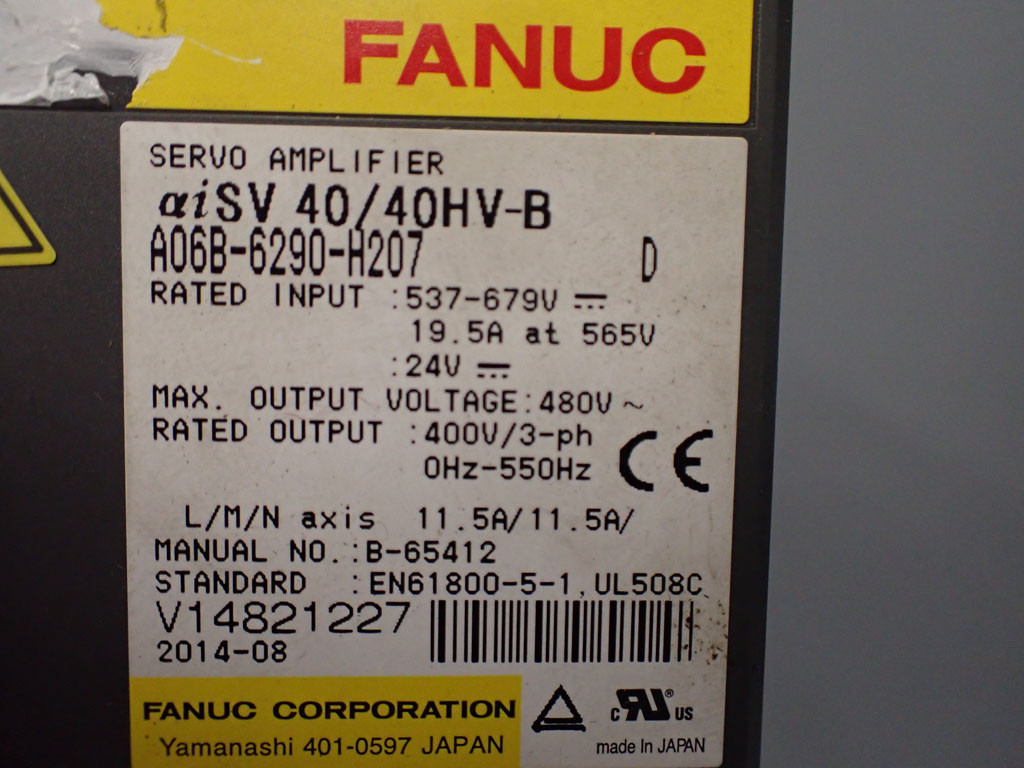 FANUC
SERVO AMPLIFIER
αiSV 40/40HV-B
A06B-6290-H207 D
RATED INPUT :537-679V ⎓
19.5A at 565V
:24V ⎓
MAX. OUTPUT VOLTAGE:480V ~
RATED OUTPUT :400V/3-ph
0Hz-550Hz CE
L/M/N axis 11.5A/11.5A/
MANUAL NO.:B-65412
STANDARD :EN61800-5-1,UL508C
V14821227
2014-08
FANUC CORPORATION
Yamanashi 401-0597 JAPAN
c RU® US
made In JAPAN